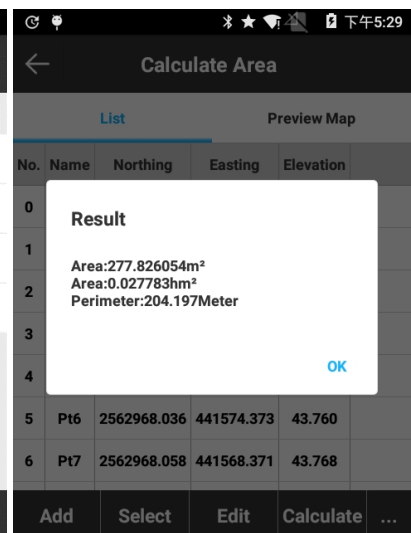 下午5:29
Calculate Area
List Preview Map
No. Name Northing Easting Elevation
0
Result
1
Area:277.826054m²
2
Area:0.027783hm²
Perimeter:204.197Meter
3
4
OK
5 Pt6 2562968.036 441574.373 43.760
6 Pt7 2562968.058 441568.371 43.768
Add Select Edit Calculate ...